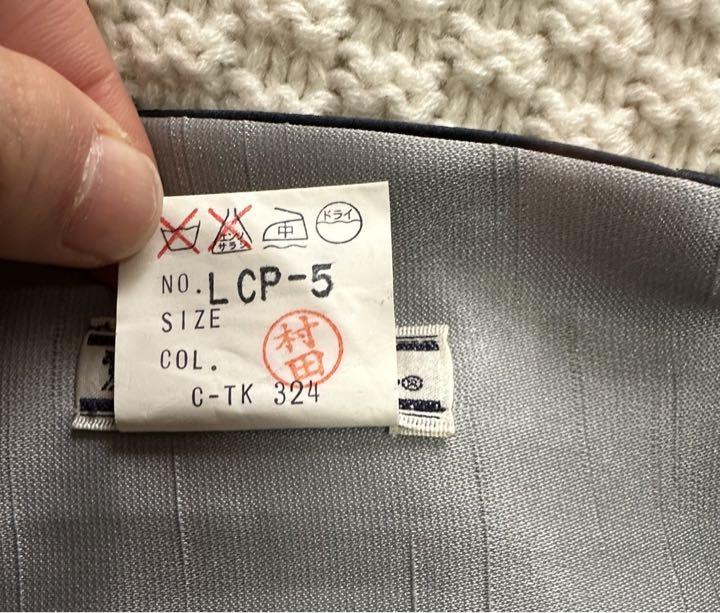 エンソ
サラシ
中
ドライ
NO. LCP-5
SIZE
COL.
村田
C-TK 324